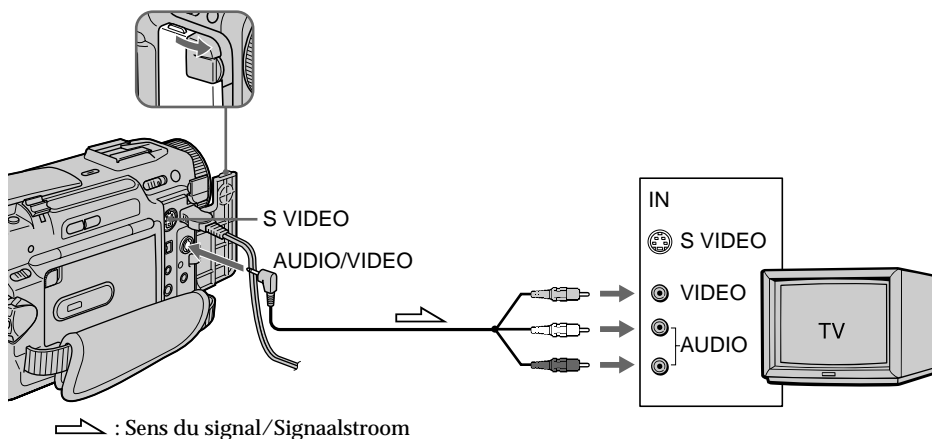 S VIDEO
AUDIO/VIDEO
IN
S VIDEO
VIDEO
AUDIO
TV
: Sens du signal/Signaalstroom